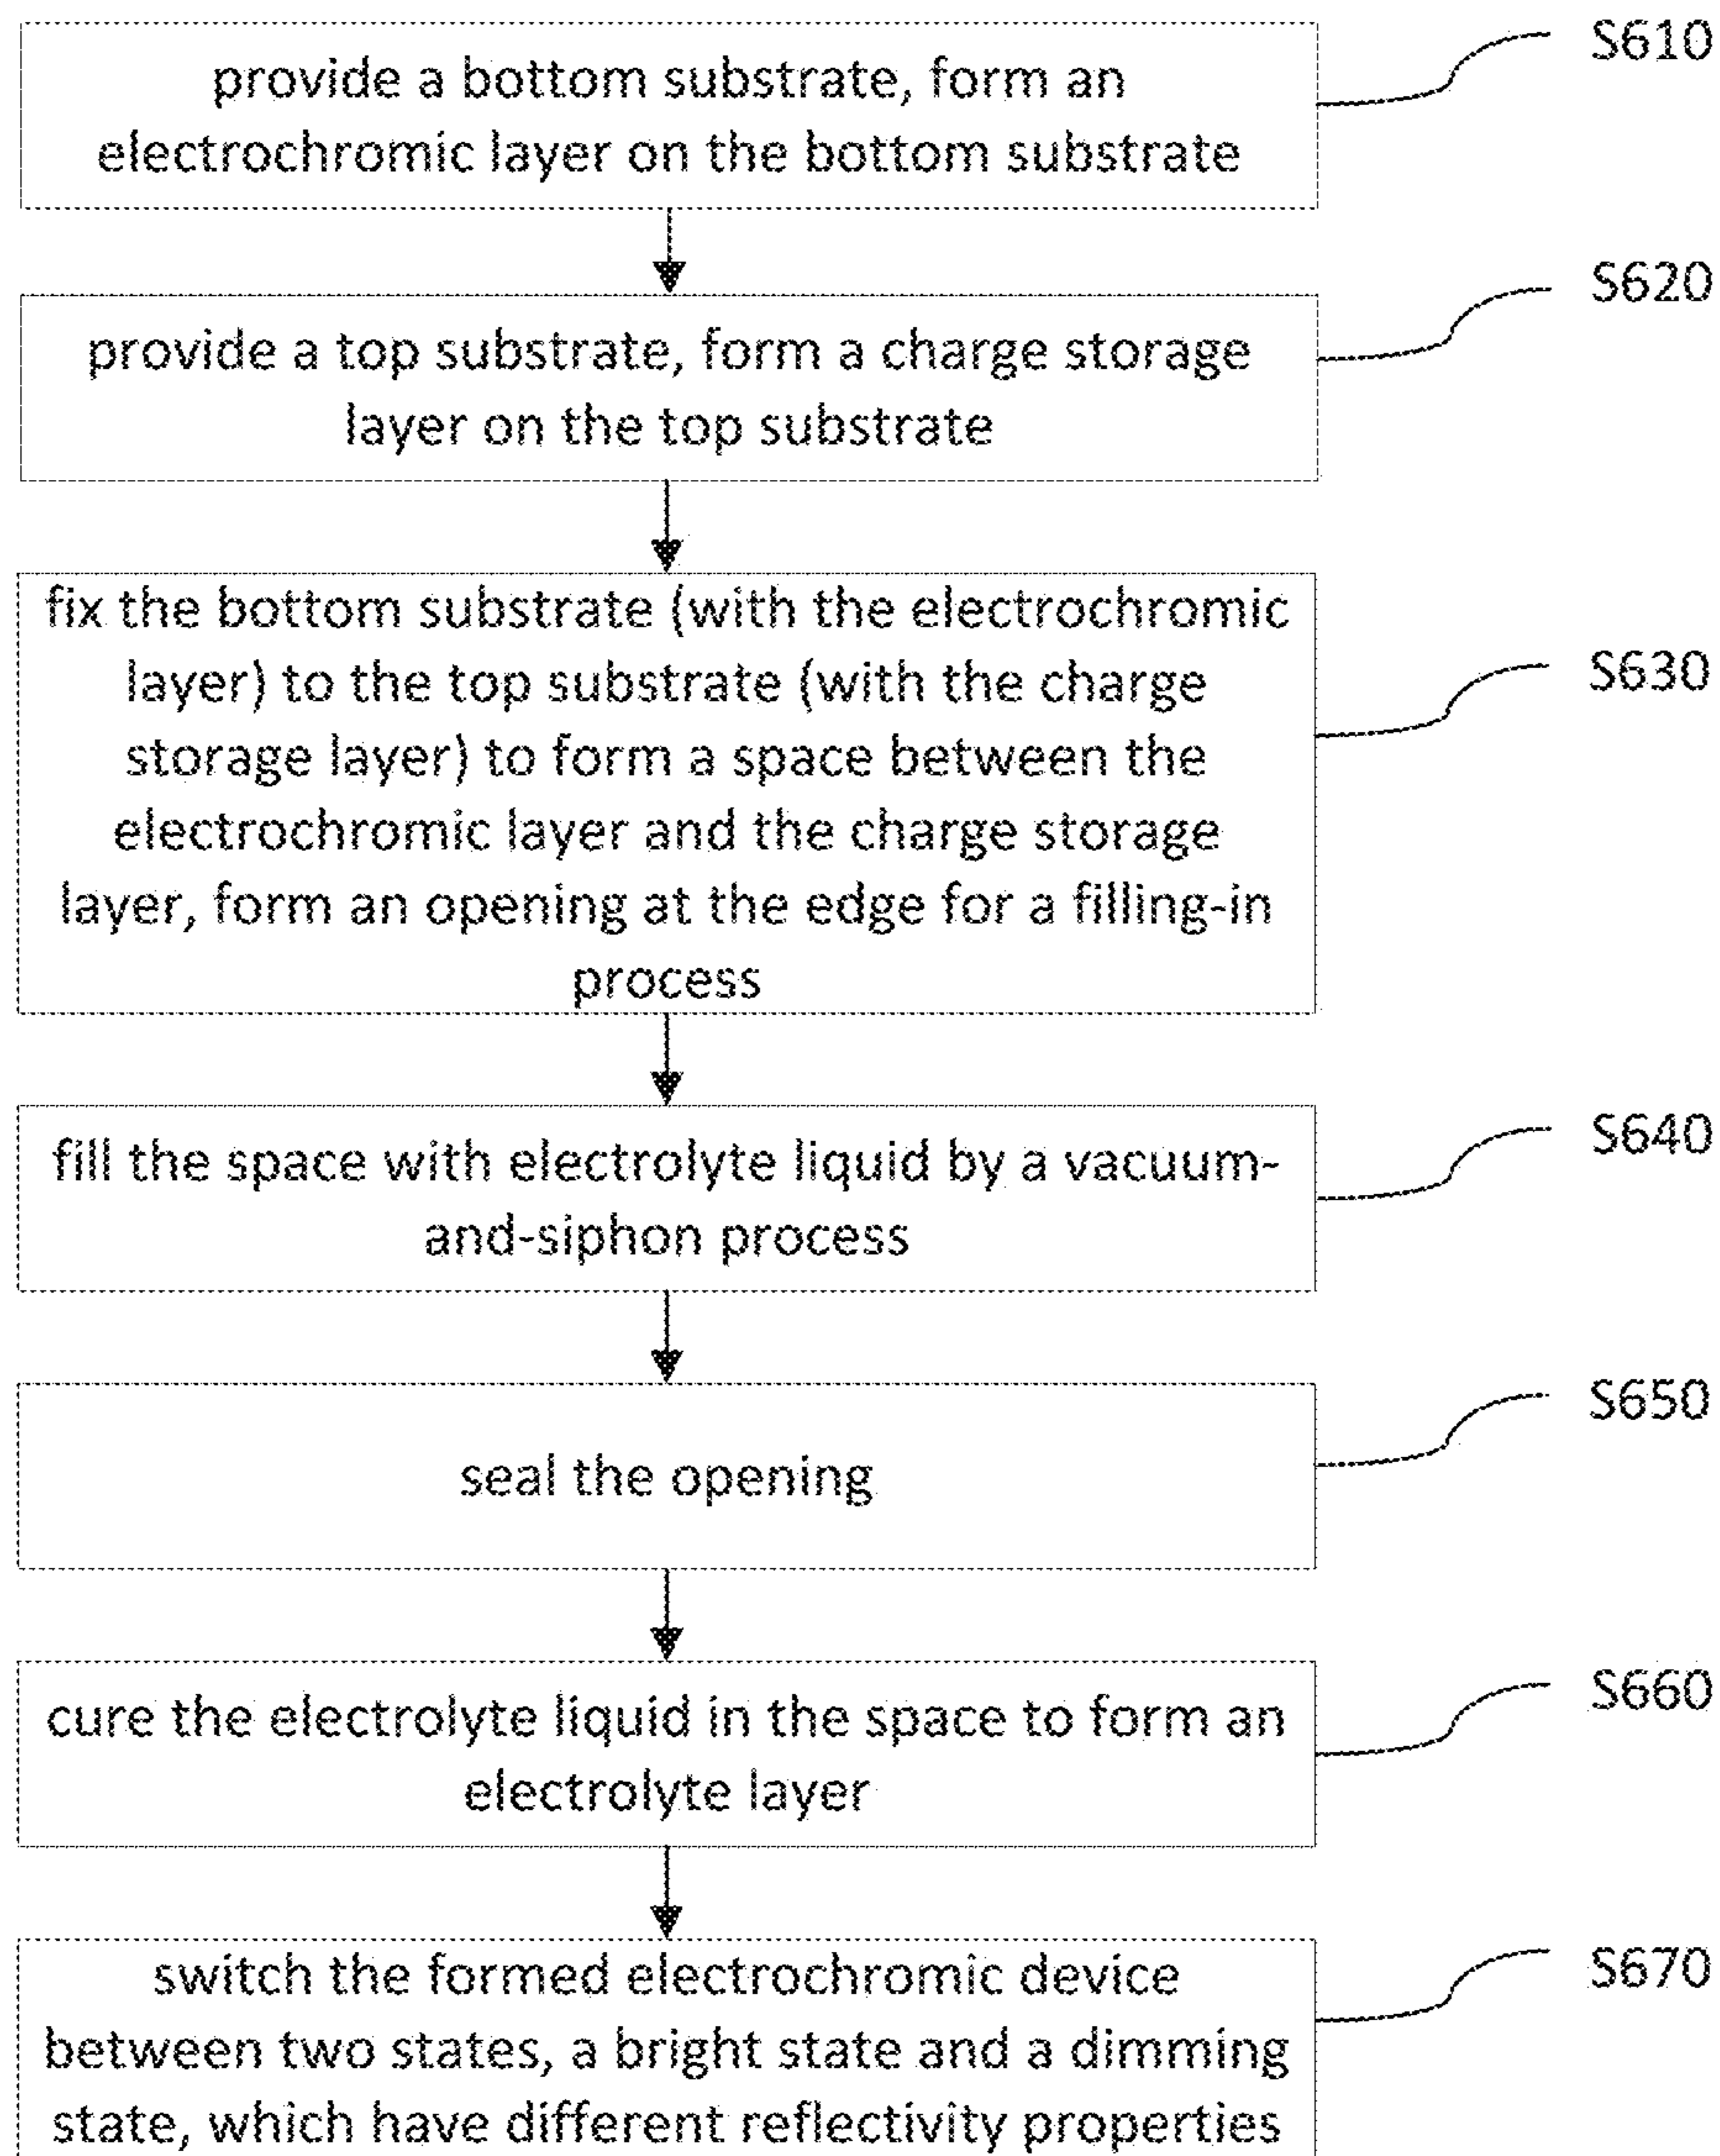 S610
provide a bottom substrate, form an
electrochromic layer on the bottom substrate
S620
provide a top substrate, form a charge storage
layer on the top substrate
fix the bottom substrate (with the electrochromic
layer) to the top substrate (with the charge
S630
storage layer) to form a space between the
electrochromic layer and the charge storage
layer, form an opening at the edge for a filling-in
process
S640
fill the space with electrolyte liquid by a vacuum-
and-siphon process
S650
seal the opening
S660
cure the electrolyte liquid in the space to form an
electrolyte layer
S670
switch the formed electrochromic device
between two states, a bright state and a dimming
state, which have different reflectivity properties